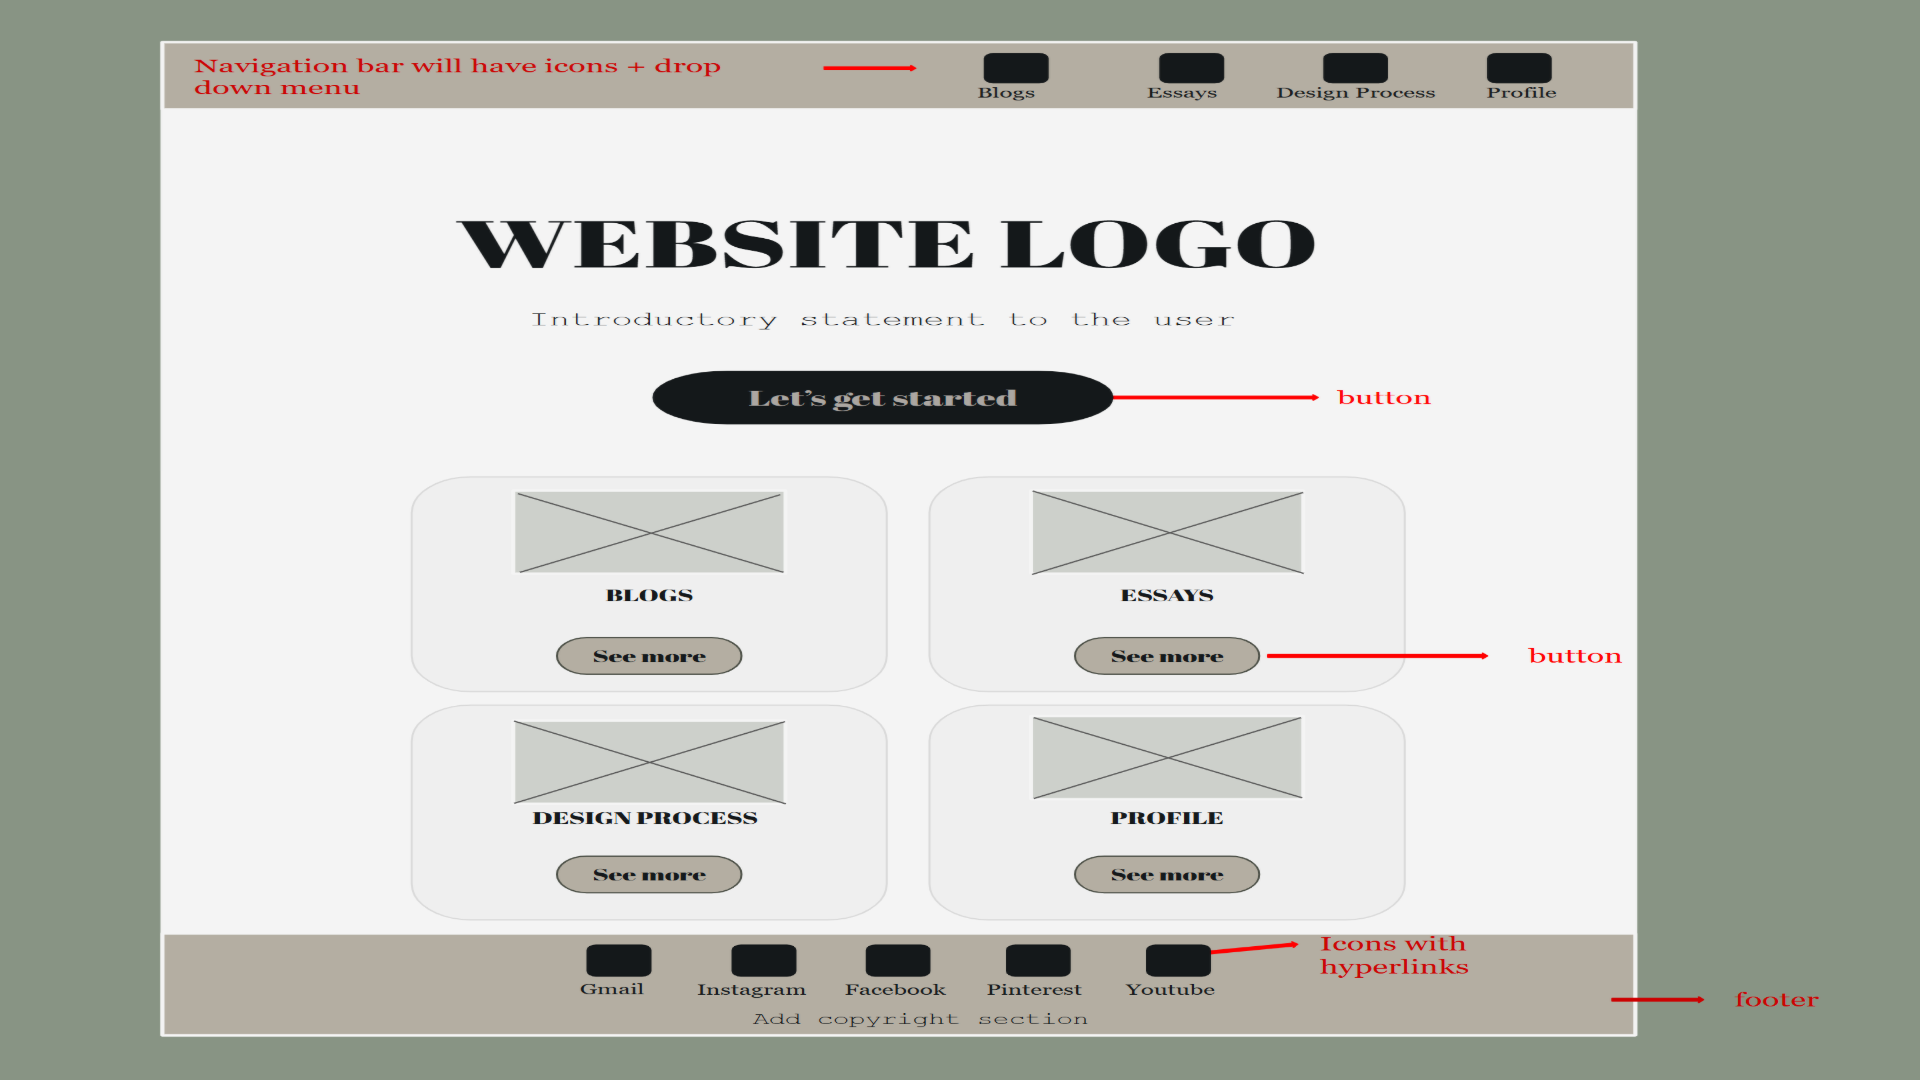 Navigation bar will have icons + drop
down menu
Blogs
Essays
Design Process
Profile
WEBSITE LOGO
Introductory statement to the user
Let's get started
button
BLOGS
ESSAYS
See more
See more
button
DESIGN PROCESS
PROFILE
See more
See more
Icons with
hyperlinks
Gmail
Instagram
Facebook
Pinterest
Youtube
footer
Add copyright section